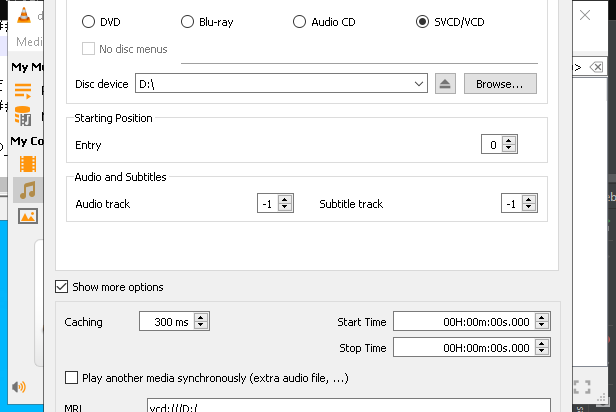 DVD Blu-ray Audio CD SVCD/VCD
Medi
No disc menus
My M
Disc device D:\ Browse...
Starting Position
Entry 0
My Co
Audio and Subtitles
Audio track -1 Subtitle track -1
Show more options
Caching 300 ms Start Time 00H:00m:00s.000
Stop Time 00H:00m:00s.000
Play another media synchronously (extra audio file, ...)
MRL vcd:///D:/